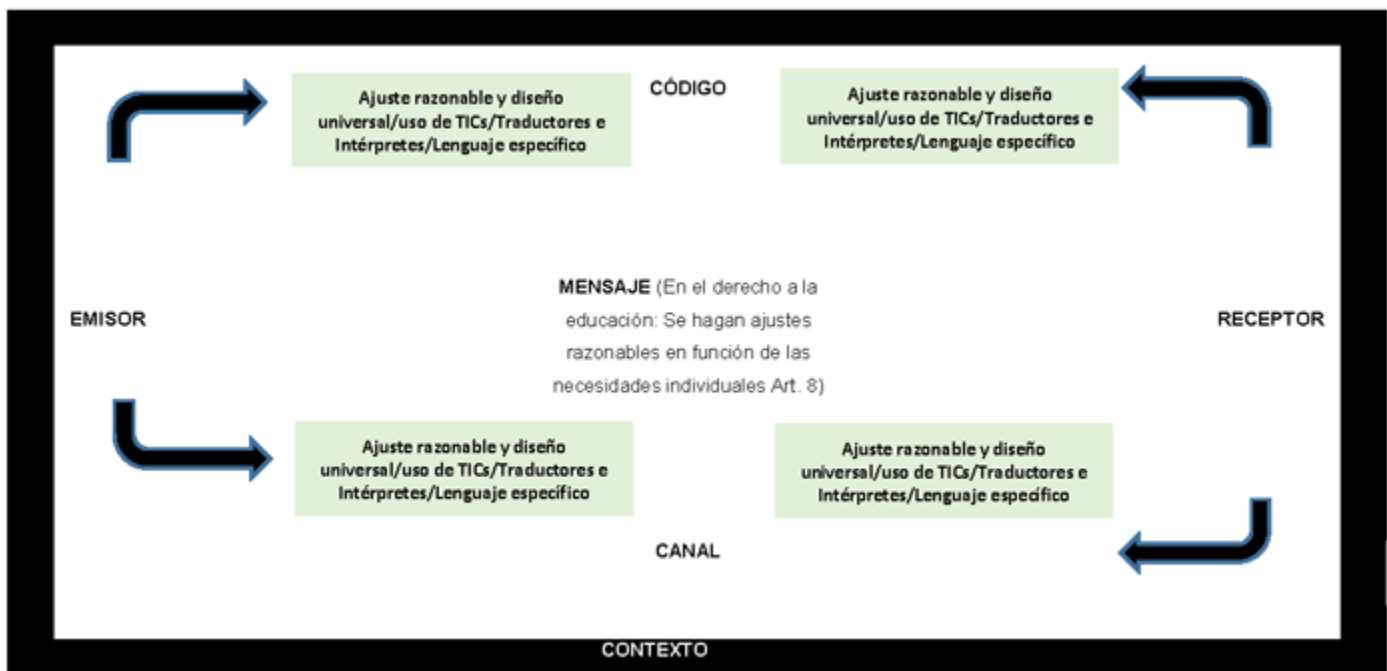 CÓDIGO
Ajuste razonable y diseño
universal/uso de TICs/Traductores e
Intérpretes/Lenguaje específico
Ajuste razonable y diseño
universal/uso de TICs/Traductores e
Intérpretes/Lenguaje específico
EMISOR
MENSAJE (En el derecho a la
educación: Se hagan ajustes
razonables en función de las
necesidades individuales Art. 8)
RECEPTOR
Ajuste razonable y diseño
universal/uso de TICs/Traductores e
Intérpretes/Lenguaje específico
Ajuste razonable y diseño
universal/uso de TICs/Traductores e
Intérpretes/Lenguaje específico
CANAL
CONTEXTO